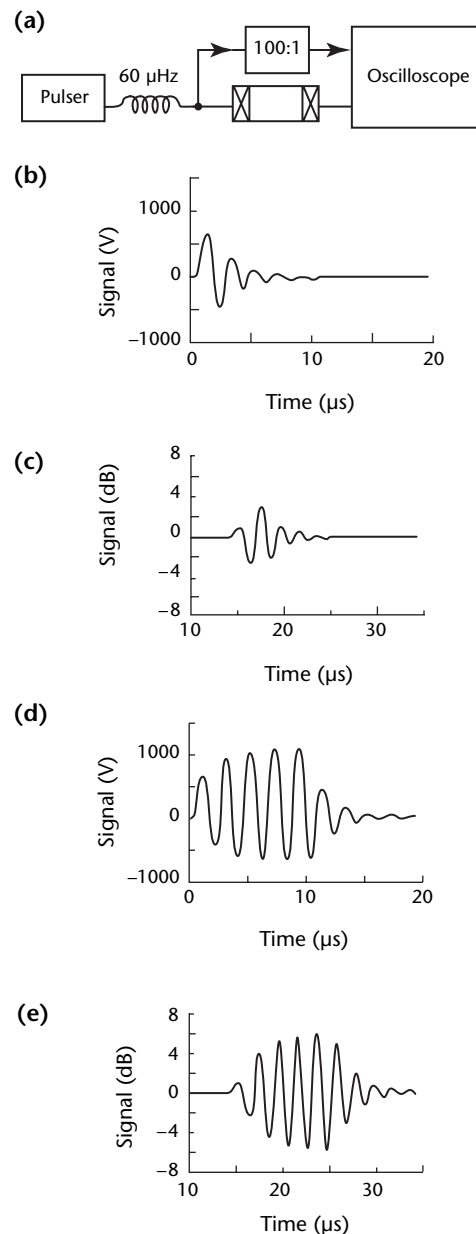 (a)
100:1
60 µHz
Pulser
Oscilloscope
(b)
Signal (V)
1000
0
–1000
0 10 20
Time (µs)
(c)
Signal (dB)
8
4
0
–4
–8
10 20 30
Time (µs)
(d)
Signal (V)
1000
0
–1000
0 10 20
Time (µs)
(e)
Signal (dB)
8
4
0
–4
–8
10 20 30
Time (µs)